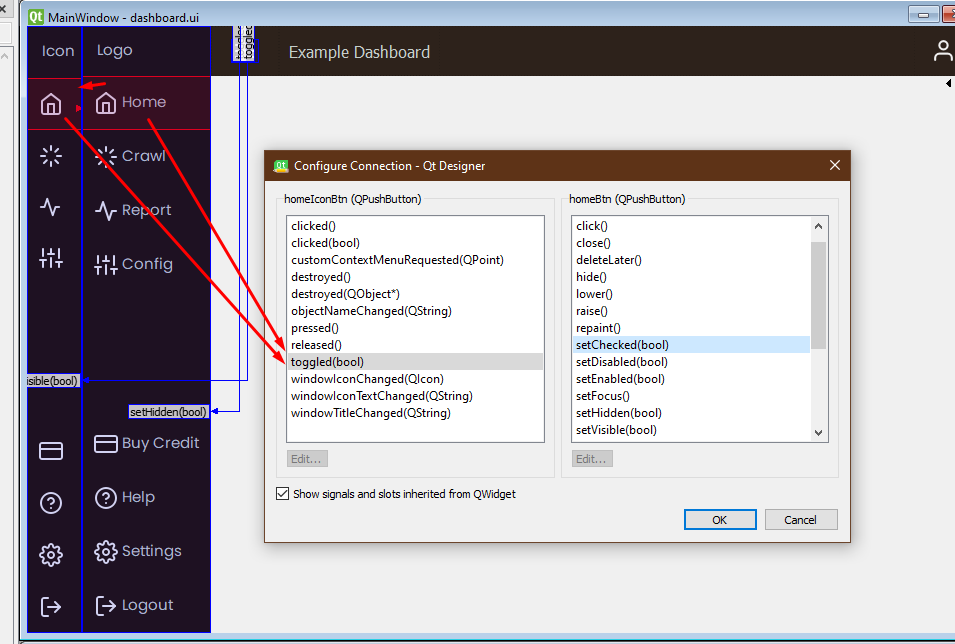 Qt MainWindow - dashboard.ui
Icon
Logo
Example Dashboard
Home
Crawl
Report
Config
setHidden(bool)
Buy Credit
Help
Settings
Logout
Qt Configure Connection - Qt Designer
homeIconBtn (QPushButton)
clicked()
clicked(bool)
customContextMenuRequested(QPoint)
destroyed()
destroyed(QObject*)
objectNameChanged(QString)
pressed()
released()
toggled(bool)
windowIconChanged(QIcon)
windowIconTextChanged(QString)
windowTitleChanged(QString)
Edit...
homeBtn (QPushButton)
click()
close()
deleteLater()
hide()
lower()
raise()
repaint()
setChecked(bool)
setDisabled(bool)
setEnabled(bool)
setFocus()
setHidden(bool)
setVisible(bool)
Edit...
Show signals and slots inherited from QWidget
OK
Cancel